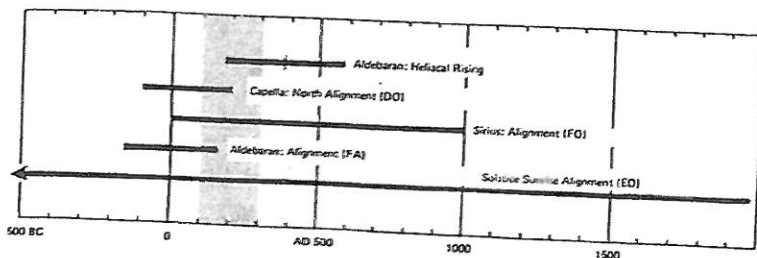 Aldebaran: Heliacal Rising
Capella: North Alignment (DO)
Sirius: Alignment (FO)
Aldebaran: Alignment (FA)
Solstice Sunrise Alignment (EO)
500 BC 0 AD 500 1000 1500